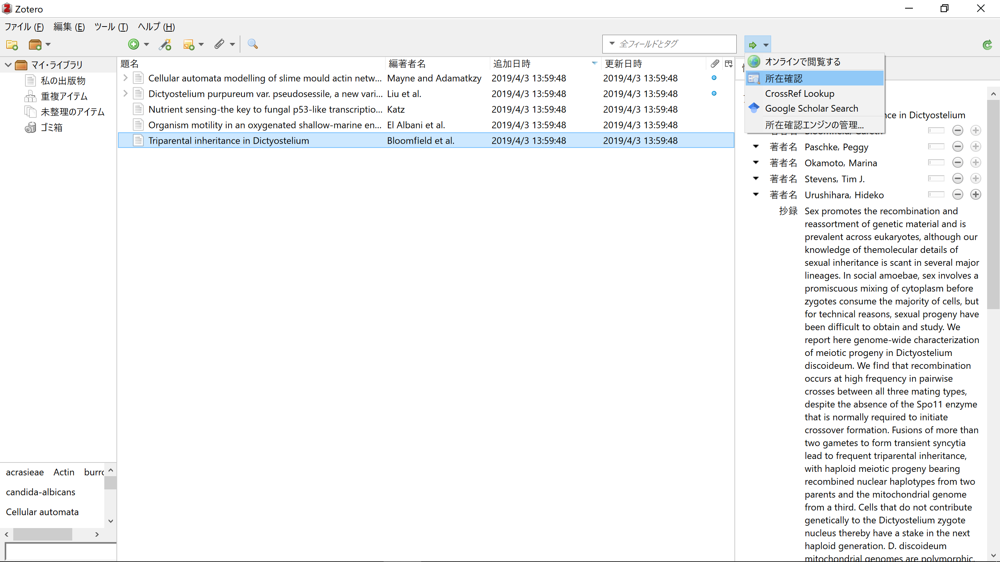 Zotero
ファイル (F) 編集 (E) ツール (T) ヘルプ (H)
全フィールドとタグ
マイ・ライブラリ
私の出版物
重複アイテム
未整理のアイテム
ゴミ箱
題名 編著者名 追加日時 更新日時
Cellular automata modelling of slime mould actin netw... Mayne and Adamatkzy 2019/4/3 13:59:48 2019/4/3 13:59:48
Dictyostelium purpureum var. pseudosessile, a new vari... Liu et al. 2019/4/3 13:59:48 2019/4/3 13:59:48
Nutrient sensing-the key to fungal p53-like transcriptio... Katz 2019/4/3 13:59:48 2019/4/3 13:59:48
Organism motility in an oxygenated shallow-marine en... El Albani et al. 2019/4/3 13:59:48 2019/4/3 13:59:48
Triparental inheritance in Dictyostelium Bloomfield et al. 2019/4/3 13:59:48 2019/4/3 13:59:48
オンラインで閲覧する
所在確認
CrossRef Lookup
Google Scholar Search
所在確認エンジンの管理...
in Dictyostelium
著者名 Bloomfield, Gareth
著者名 Paschke, Peggy
著者名 Okamoto, Marina
著者名 Stevens, Tim J.
著者名 Urushihara, Hideko
抄録 Sex promotes the recombination and
reassortment of genetic material and is
prevalent across eukaryotes, although our
knowledge of themolecular details of
sexual inheritance is scant in several major
lineages. In social amoebae, sex involves a
promiscuous mixing of cytoplasm before
zygotes consume the majority of cells, but
for technical reasons, sexual progeny have
been difficult to obtain and study. We
report here genome-wide characterization
of meiotic progeny in Dictyostelium
discoideum. We find that recombination
occurs at high frequency in pairwise
crosses between all three mating types,
despite the absence of the Spo11 enzyme
that is normally required to initiate
crossover formation. Fusions of more than
two gametes to form transient syncytia
lead to frequent triparental inheritance,
with haploid meiotic progeny bearing
recombined nuclear haplotypes from two
parents and the mitochondrial genome
from a third. Cells that do not contribute
genetically to the Dictyostelium zygote
nucleus thereby have a stake in the next
haploid generation. D. discoideum
mitochondrial genomes are polymorphic,
acrasieae Actin burro
candida-albicans
Cellular automata